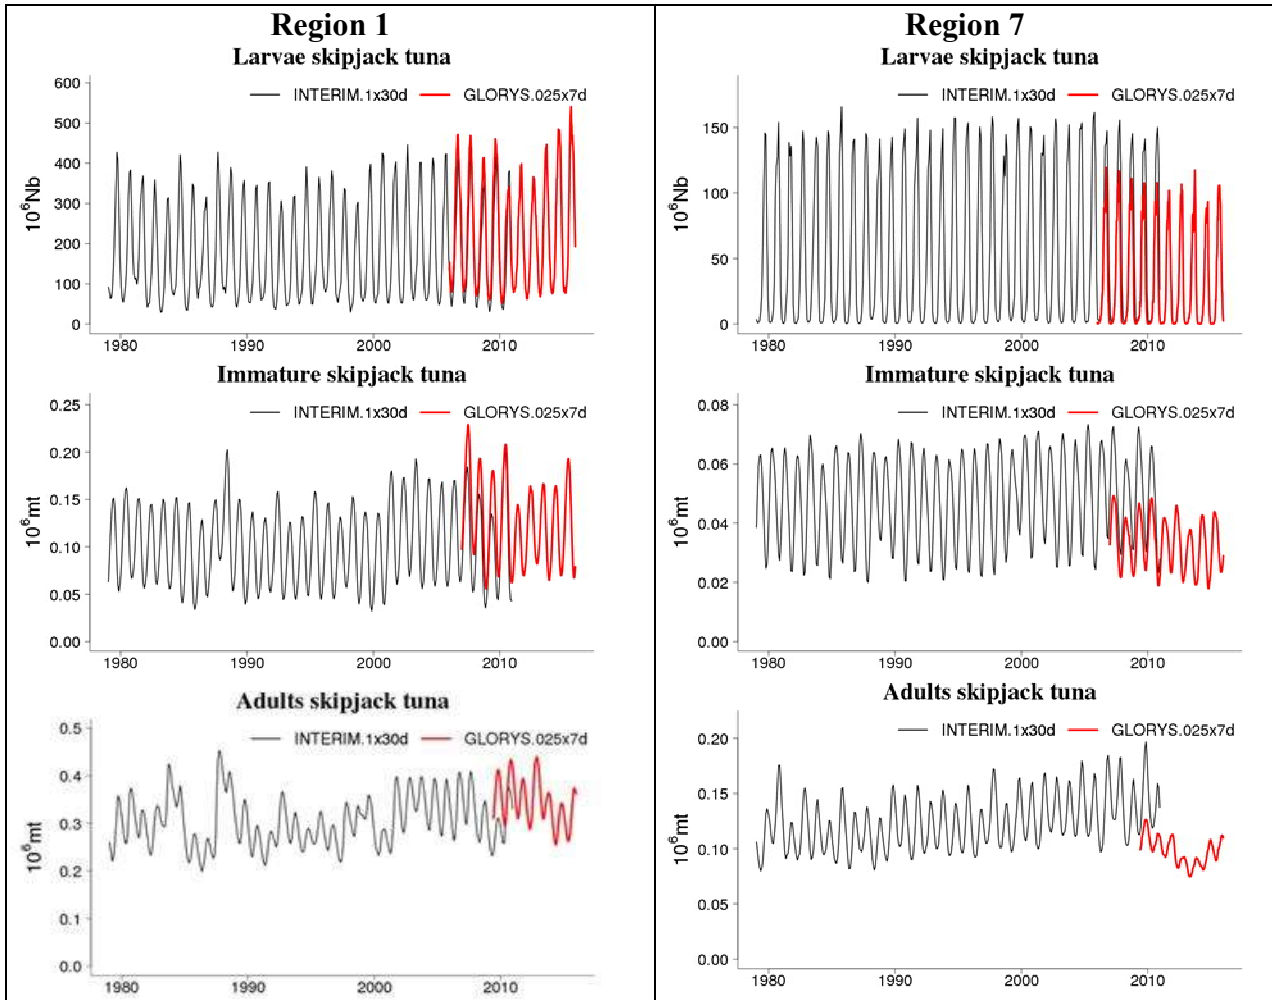 Region 1
Larvae skipjack tuna
INTERIM.1x30d GLORYS.025x7d
10⁶Nb
600
500
400
300
200
100
0
1980 1990 2000 2010
Immature skipjack tuna
INTERIM.1x30d GLORYS.025x7d
10⁶mt
0.25
0.20
0.15
0.10
0.05
0.00
1980 1990 2000 2010
Adults skipjack tuna
INTERIM.1x30d GLORYS.025x7d
10⁶mt
0.5
0.4
0.3
0.2
0.1
0.0
1980 1990 2000 2010
Region 7
Larvae skipjack tuna
INTERIM.1x30d GLORYS.025x7d
10⁶Nb
150
100
50
0
1980 1990 2000 2010
Immature skipjack tuna
INTERIM.1x30d GLORYS.025x7d
10⁶mt
0.08
0.06
0.04
0.02
0.00
1980 1990 2000 2010
Adults skipjack tuna
INTERIM.1x30d GLORYS.025x7d
10⁶mt
0.20
0.15
0.10
0.05
0.00
1980 1990 2000 2010